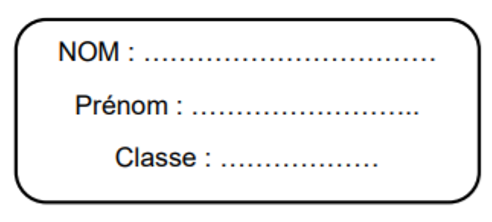 NOM : ……………………………
Prénom : ……………………..
Classe : ………………